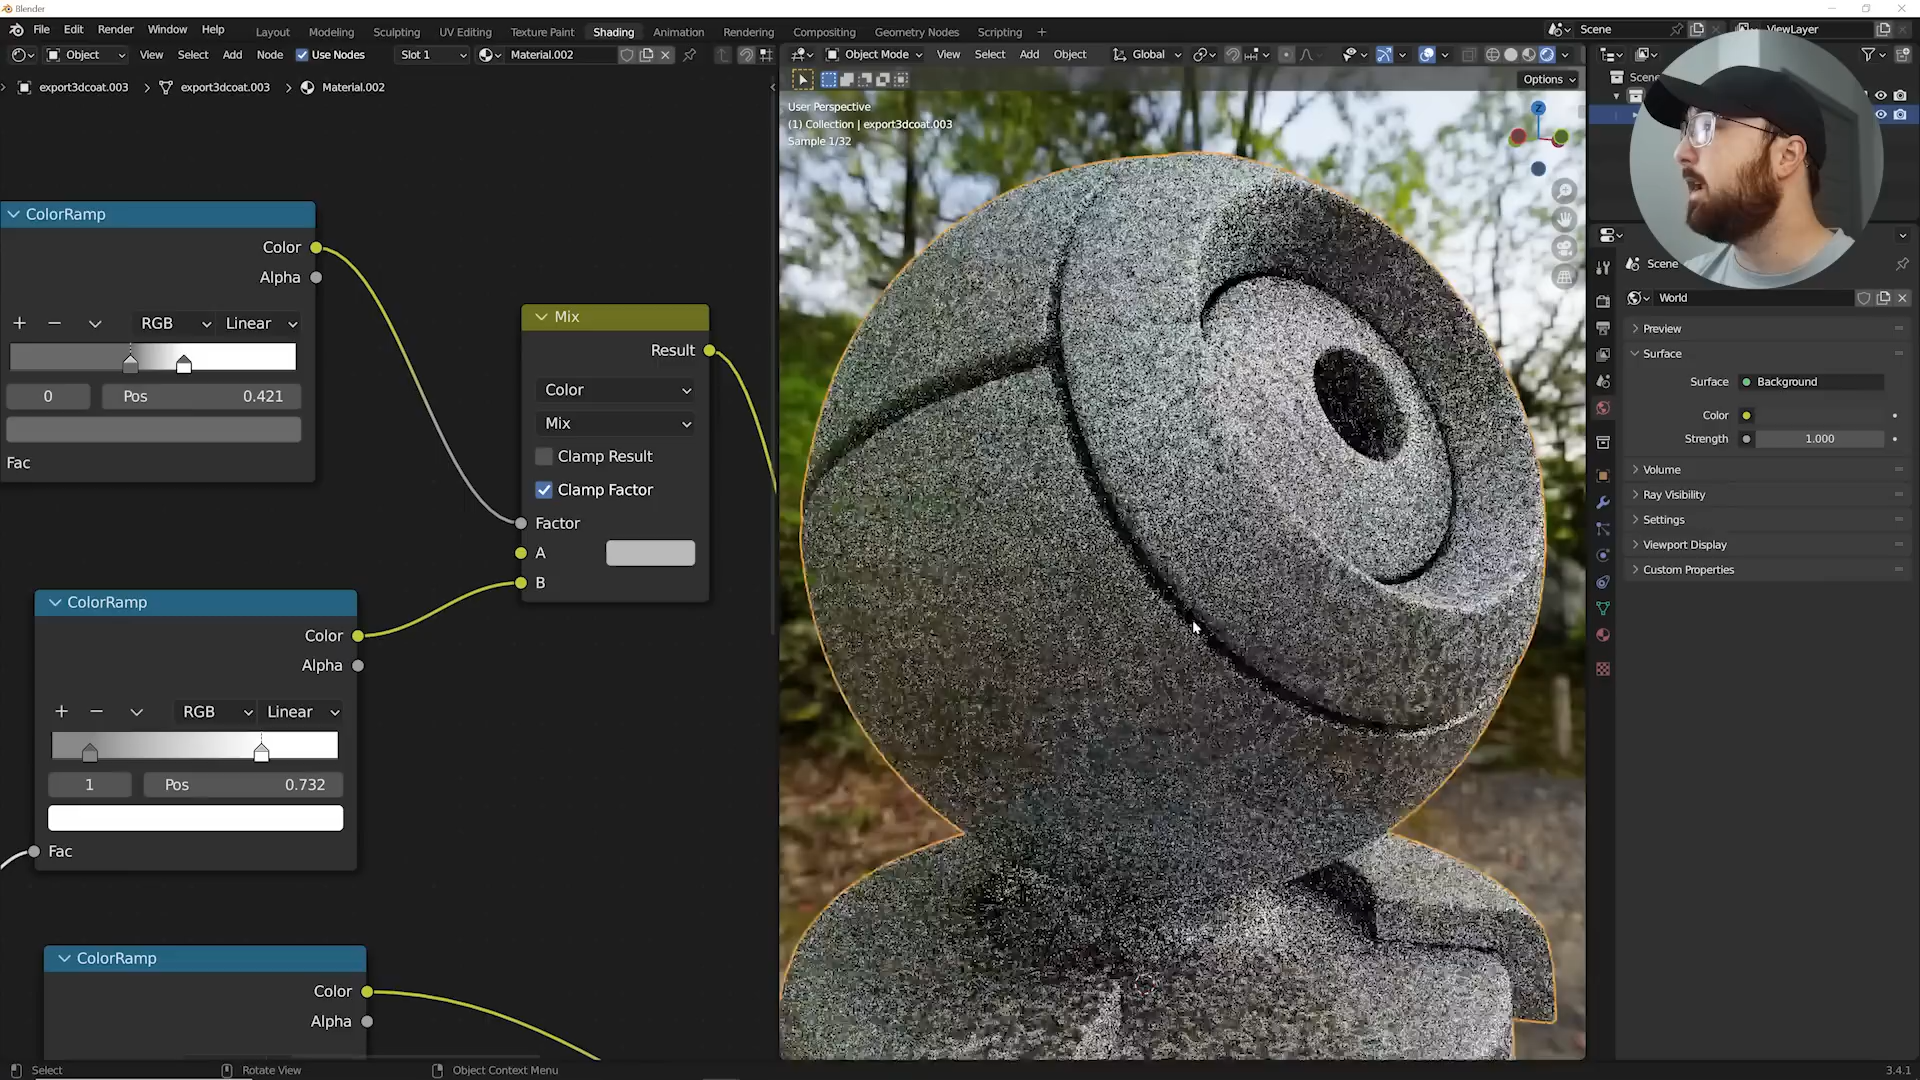 Blender
File Edit Render Window Help
Layout Modeling Sculpting UV Editing Texture Paint Shading Animation Rendering Compositing Geometry Nodes Scripting +
Scene
ViewLayer
Object View Select Add Node Use Nodes Slot 1 Material.002
Object Mode View Select Add Object Global
export3dcoat.003 > export3dcoat.003 > Material.002
Options
User Perspective
(1) Collection | export3dcoat.003
Sample 1/32
Z
Scene
ColorRamp
Color
Alpha
RGB Linear
0 Pos 0.421
Fac
Mix
Result
Color
Mix
Clamp Result
Clamp Factor
Factor
A
B
ColorRamp
Color
Alpha
RGB Linear
1 Pos 0.732
Fac
ColorRamp
Color
Alpha
Scene
World
Preview
Surface
Surface Background
Color
Strength 1.000
Volume
Ray Visibility
Settings
Viewport Display
Custom Properties
Select Rotate View Object Context Menu
3.4.1